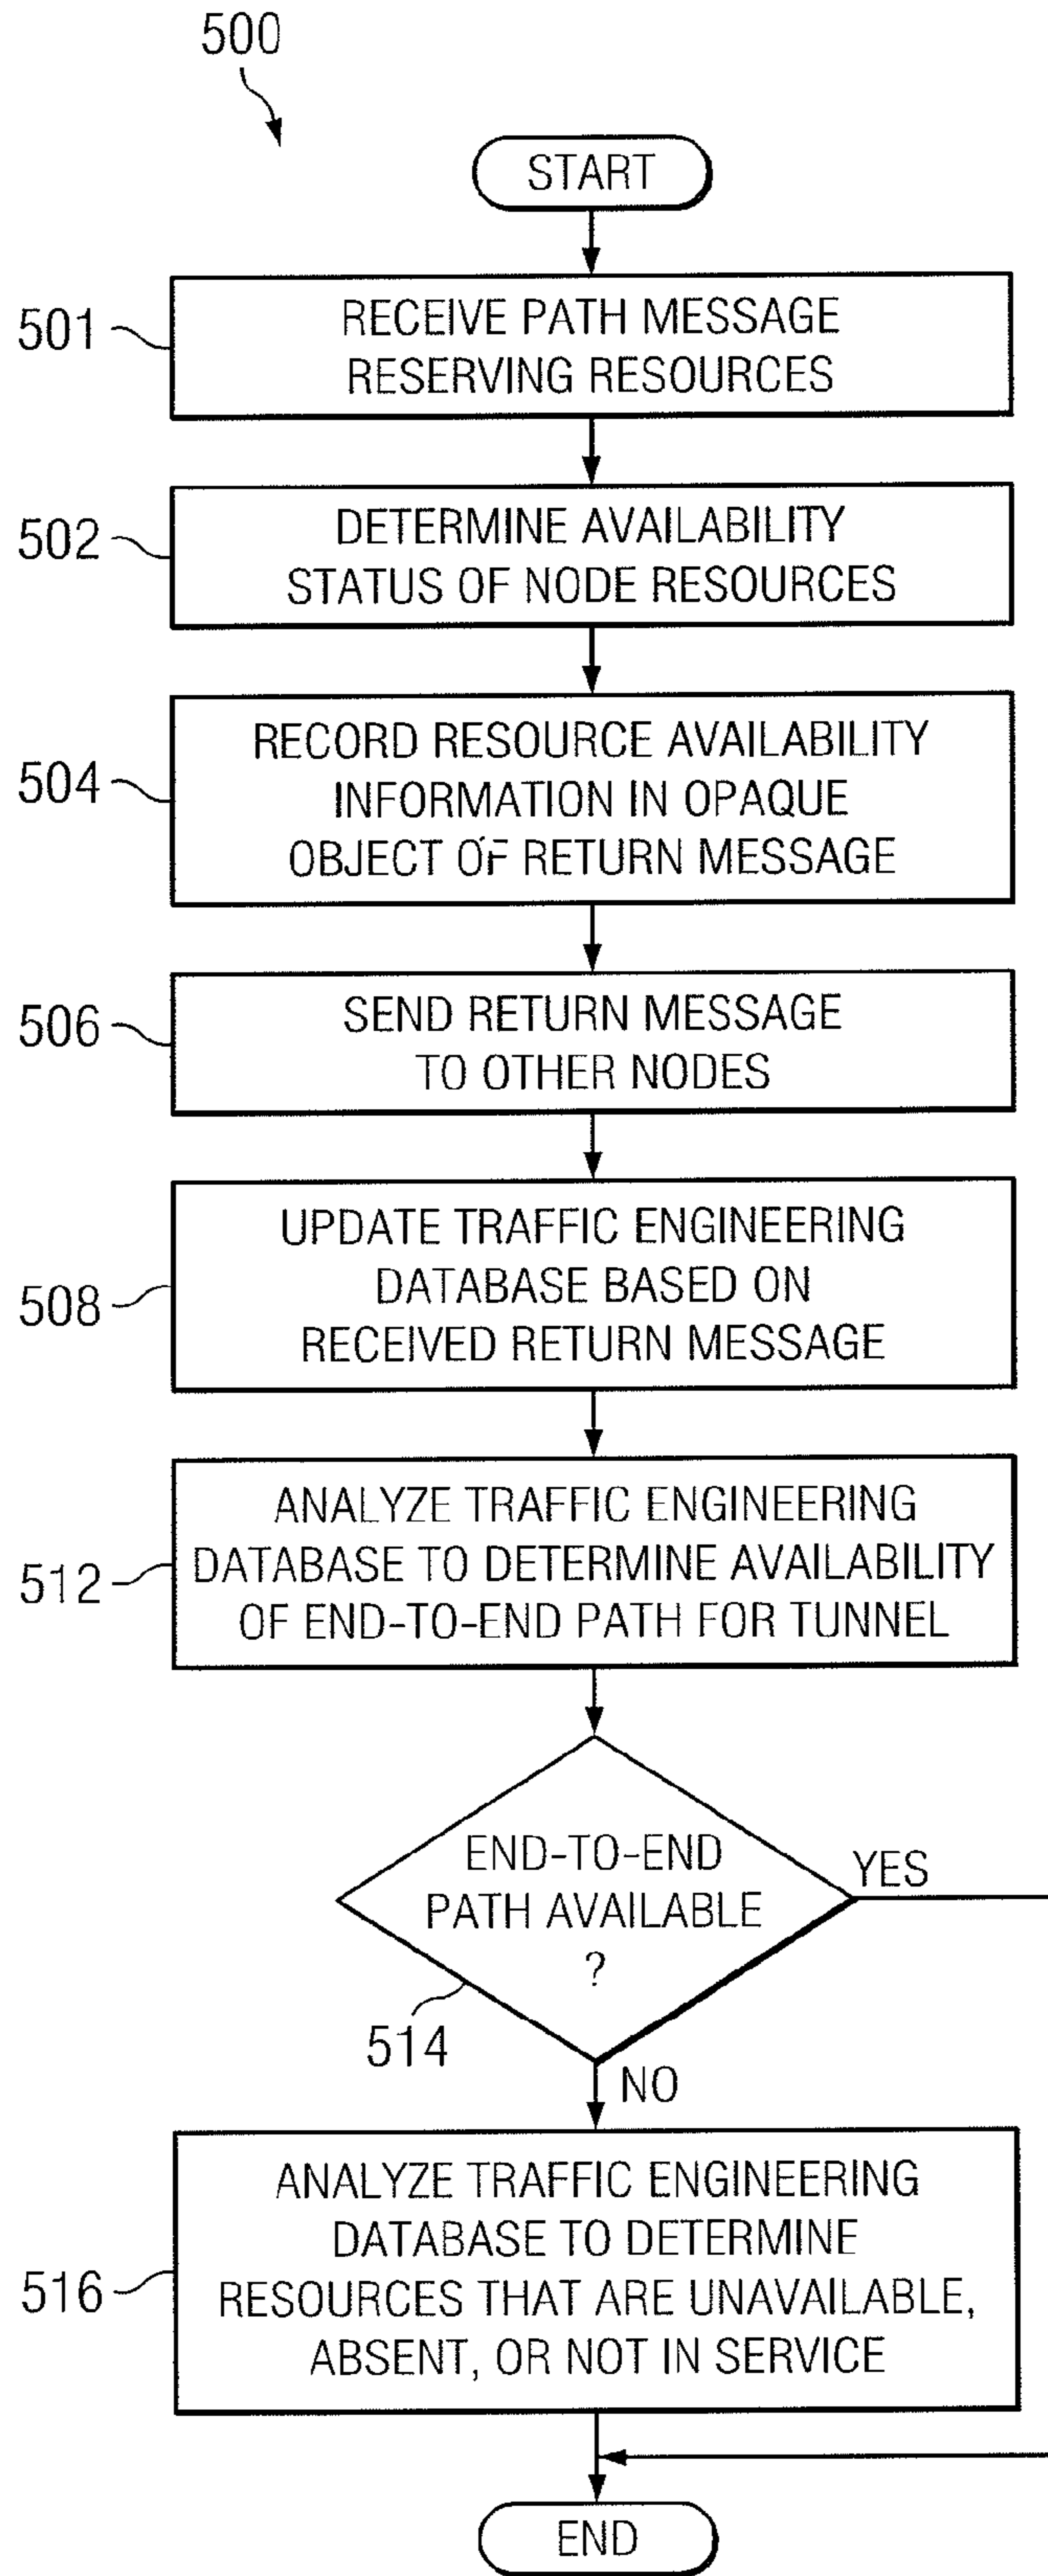 500
START
501
RECEIVE PATH MESSAGE
RESERVING RESOURCES
502
DETERMINE AVAILABILITY
STATUS OF NODE RESOURCES
504
RECORD RESOURCE AVAILABILITY
INFORMATION IN OPAQUE
OBJECT OF RETURN MESSAGE
506
SEND RETURN MESSAGE
TO OTHER NODES
508
UPDATE TRAFFIC ENGINEERING
DATABASE BASED ON
RECEIVED RETURN MESSAGE
512
ANALYZE TRAFFIC ENGINEERING
DATABASE TO DETERMINE AVAILABILITY
OF END-TO-END PATH FOR TUNNEL
END-TO-END
PATH AVAILABLE
?
YES
514
NO
516
ANALYZE TRAFFIC ENGINEERING
DATABASE TO DETERMINE
RESOURCES THAT ARE UNAVAILABLE,
ABSENT, OR NOT IN SERVICE
END